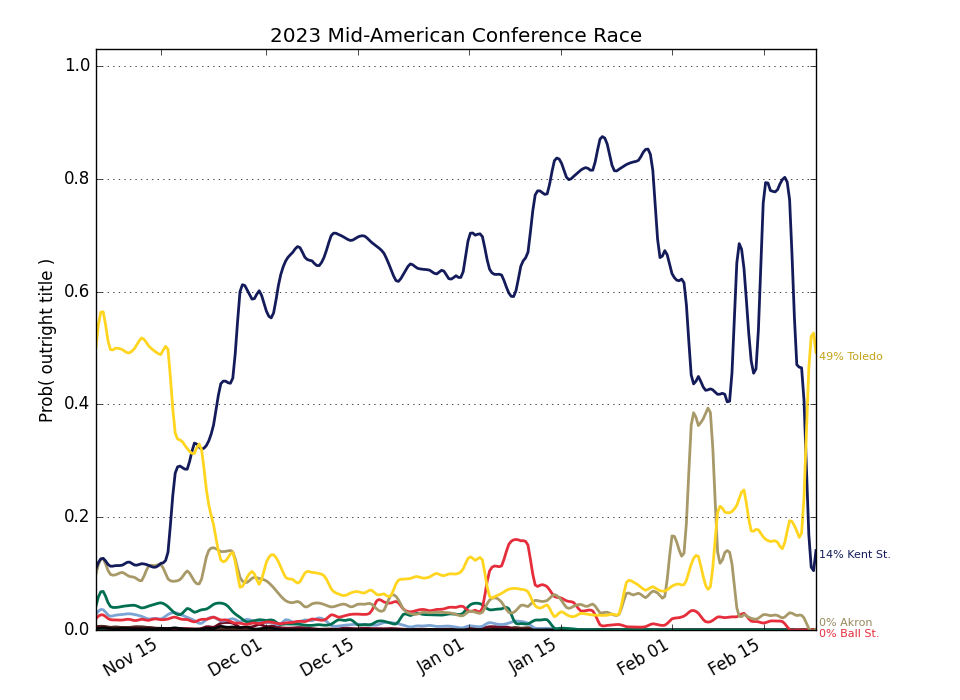 2023 Mid-American Conference Race
Prob( outright title )
1.0
0.8
0.6
0.4
0.2
0.0
49% Toledo
14% Kent St.
0% Akron
0% Ball St.
Nov 15
Dec 01
Dec 15
Jan 01
Jan 15
Feb 01
Feb 15